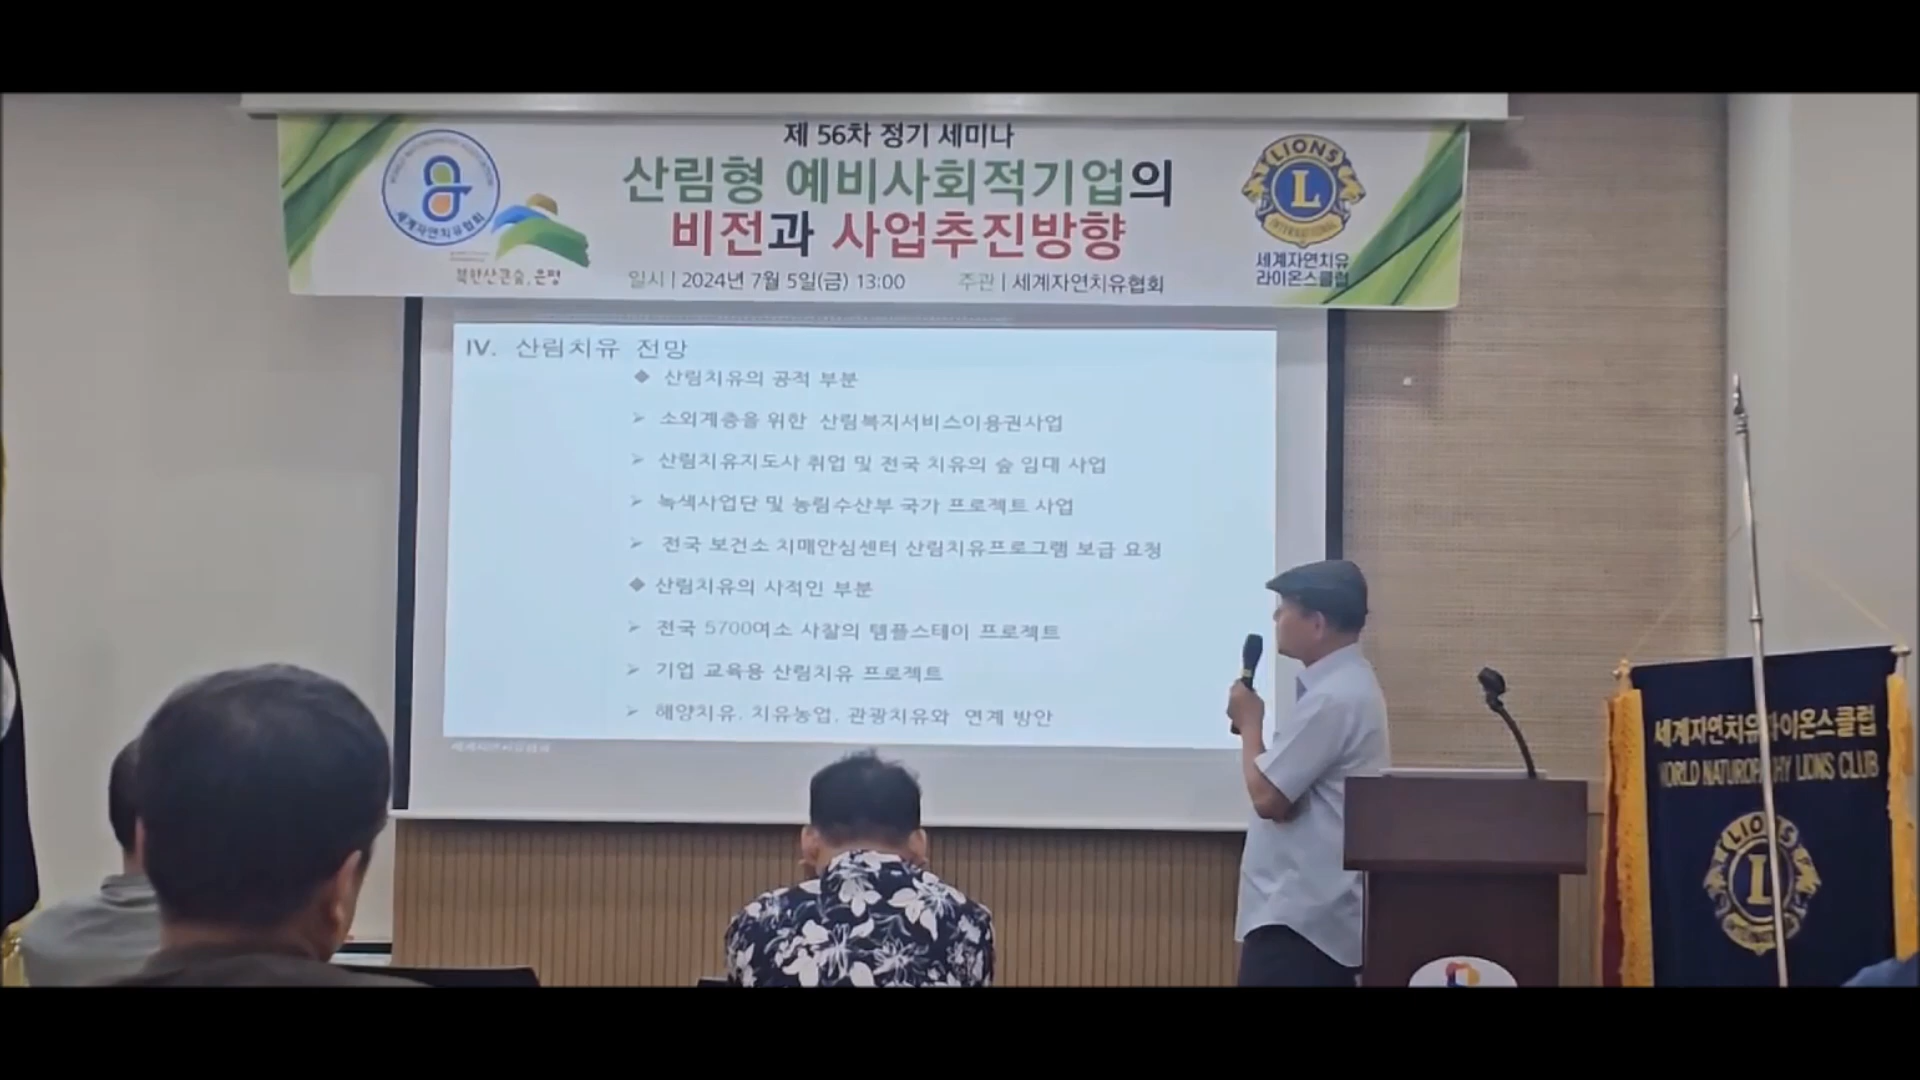 제 56차 정기 세미나
산림형 예비사회적기업의
비전과 사업추진방향
일시 | 2024년 7월 5일(금) 13:00 주관 | 세계자연치유협회
세계자연치유협회
북한산큰숲, 은평
LIONS
L
INTERNATIONAL
세계자연치유
라이온스클럽
IV. 산림치유 전망
❖ 산림치유의 공적 부분
➢ 소외계층을 위한 산림복지서비스이용권사업
➢ 산림치유지도사 취업 및 전국 치유의 숲 임대 사업
➢ 녹색사업단 및 농림수산부 국가 프로젝트 사업
➢ 전국 보건소 치매안심센터 산림치유프로그램 보급 요청
❖ 산림치유의 사적인 부분
➢ 전국 5700여소 사찰의 템플스테이 프로젝트
➢ 기업 교육용 산림치유 프로젝트
➢ 해양치유, 치유농업, 관광치유와 연계 방안
세계자연치유협회
세계자연치유라이온스클럽
WORLD NATUROPATHY LIONS CLUB
LIONS
L